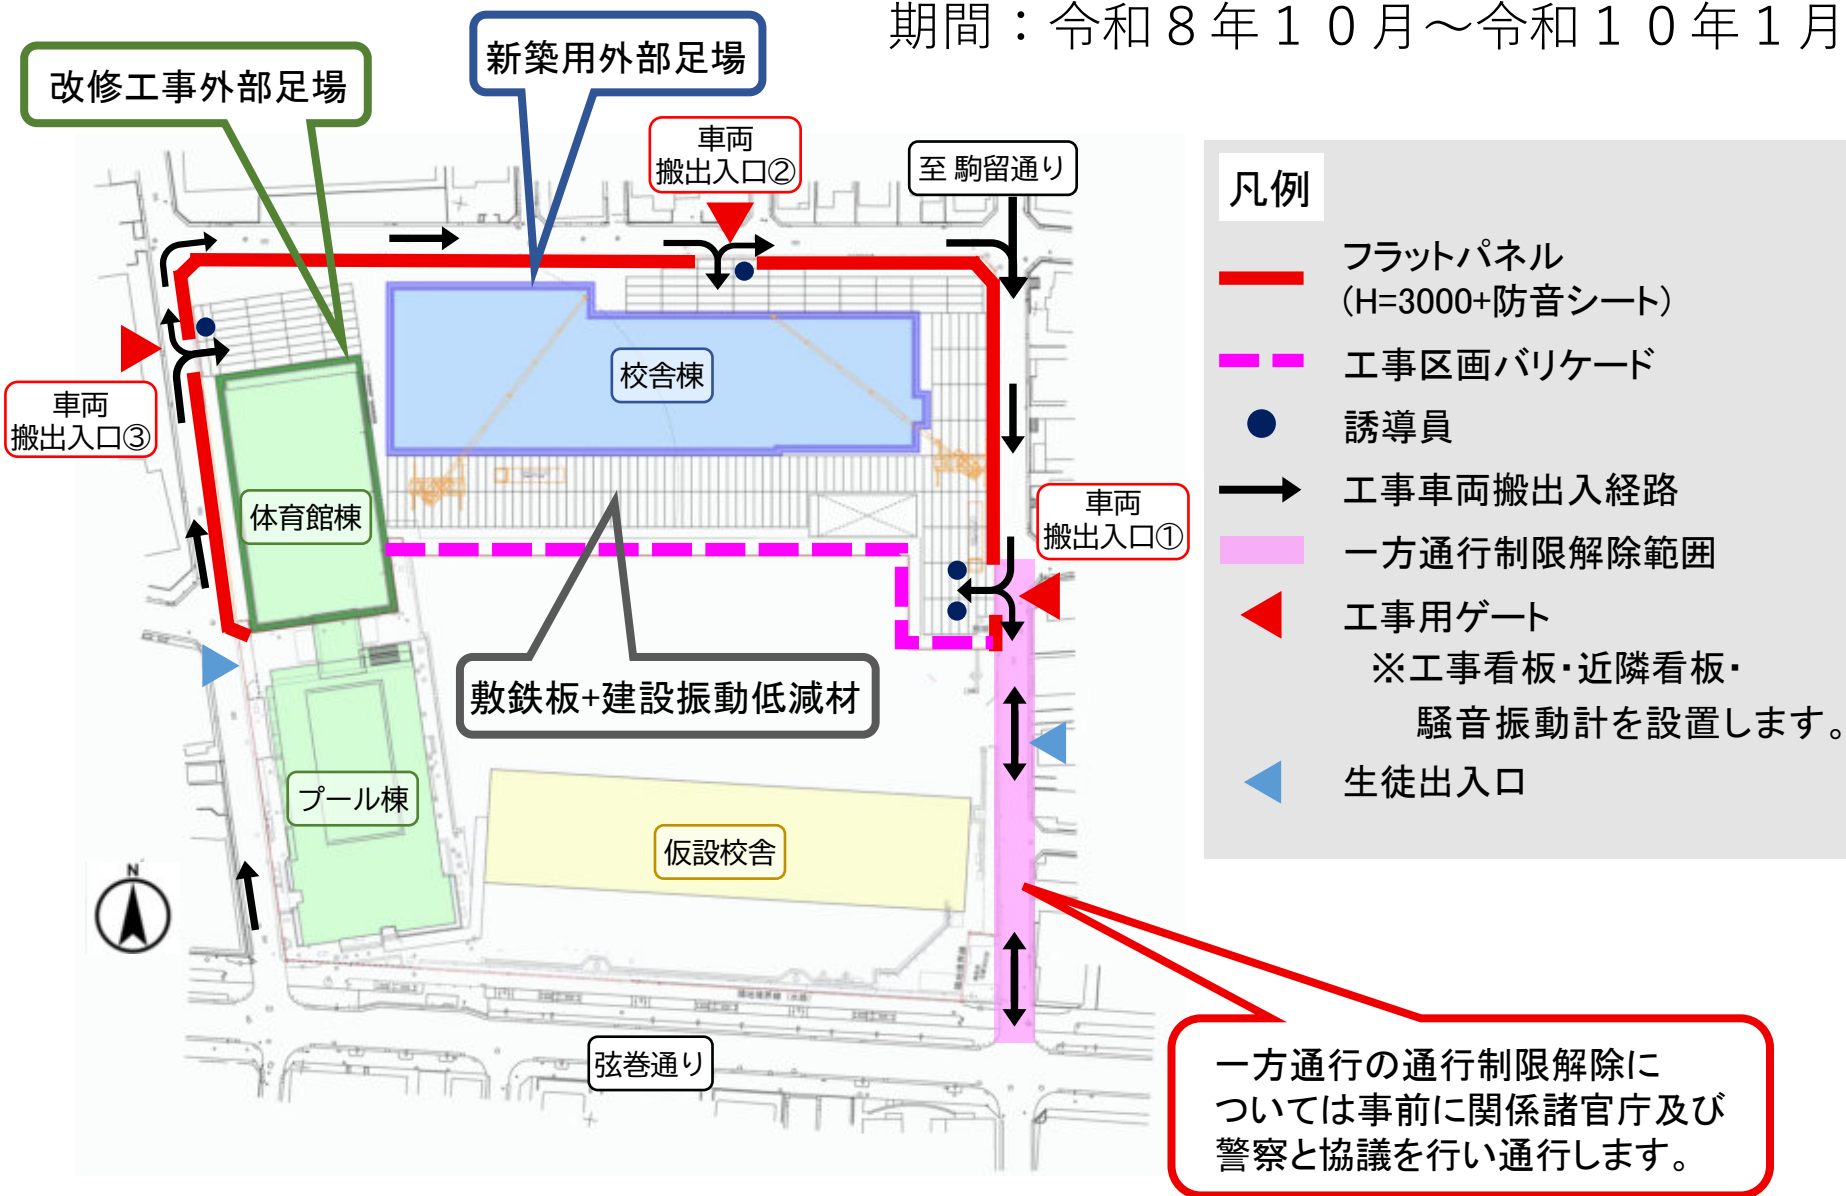 期間：令和８年１０月～令和１０年１月
改修工事外部足場
新築用外部足場
車両
搬出入口②
至 駒留通り
校舎棟
車両
搬出入口③
体育館棟
車両
搬出入口①
敷鉄板+建設振動低減材
プール棟
仮設校舎
N
弦巻通り
凡例
フラットパネル
(H=3000+防音シート)
工事区画バリケード
誘導員
工事車両搬出入経路
一方通行制限解除範囲
工事用ゲート
※工事看板・近隣看板・
騒音振動計を設置します。
生徒出入口
一方通行の通行制限解除に
ついては事前に関係諸官庁及び
警察と協議を行い通行します。